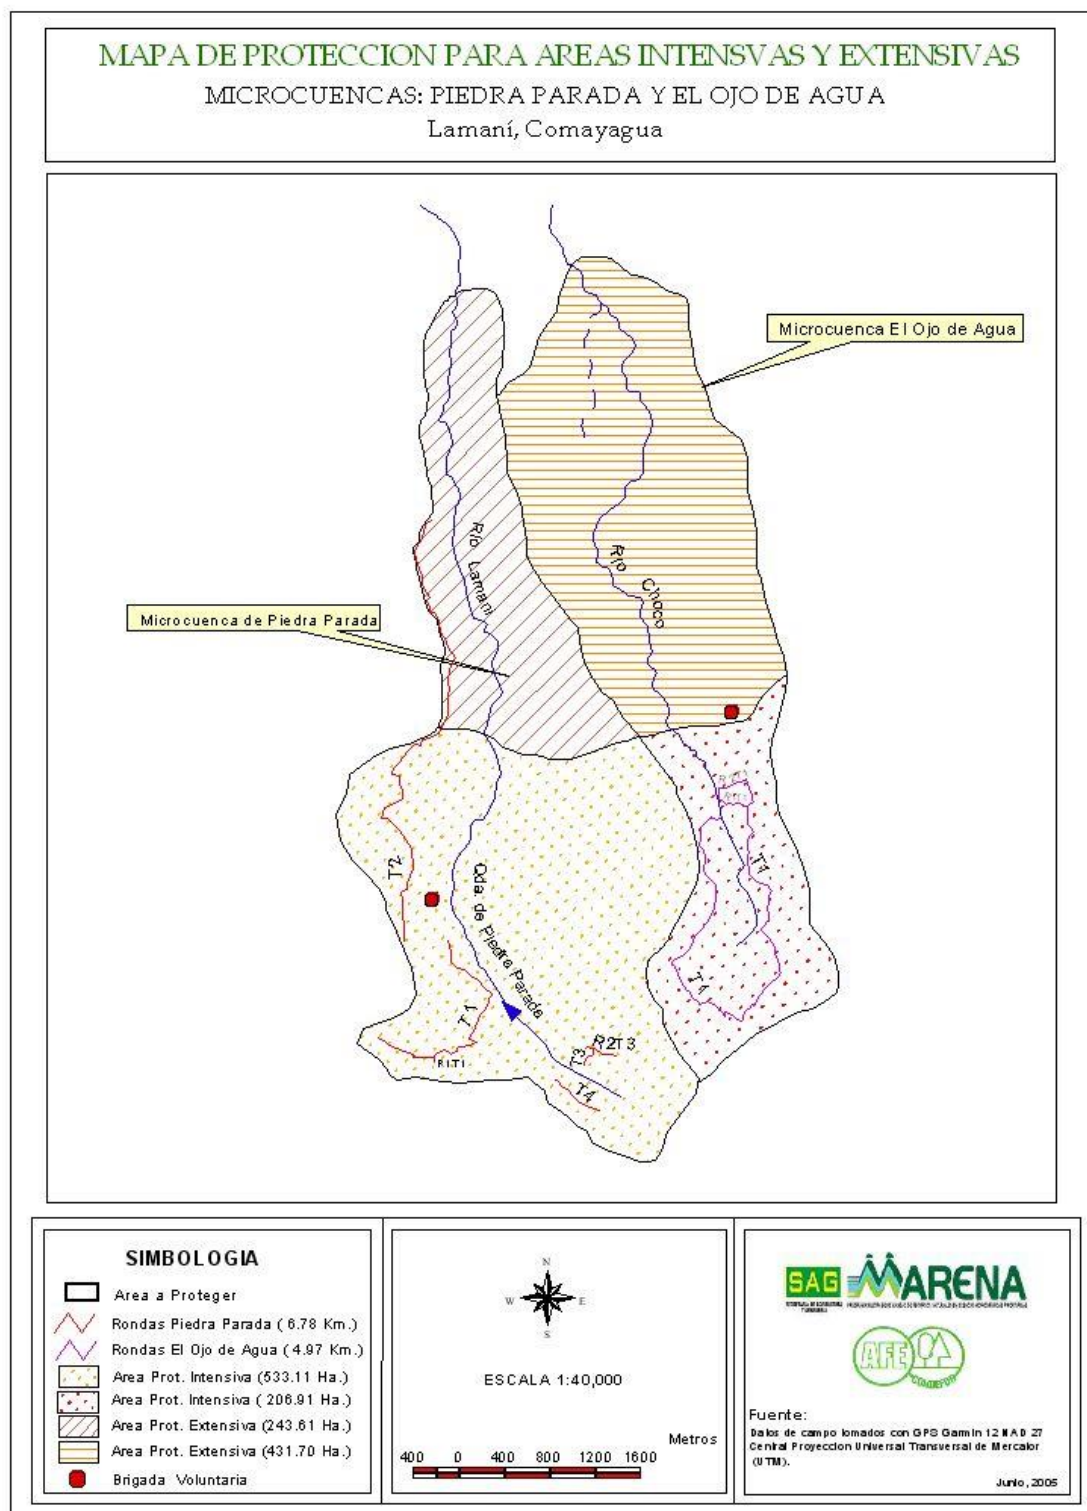 MAPA DE PROTECCION PARA AREAS INTENSVAS Y EXTENSIVAS
MICROCUENCAS: PIEDRA PARADA Y EL OJO DE AGUA
Lamaní, Comayagua
Microcuenca El Ojo de Agua
Río Lamaní
Río Choco
Microcuenca de Piedra Parada
T1
T2
Qda. de Piedra Parada
T1
T1
R1T1
T3
R2T3
T4
SIMBOLOGIA
Area a Proteger
Rondas Piedra Parada ( 6.78 Km.)
Rondas El Ojo de Agua ( 4.97 Km.)
Area Prot. Intensiva (533.11 Ha.)
Area Prot. Intensiva ( 206.91 Ha.)
Area Prot. Extensiva (243.61 Ha.)
Area Prot. Extensiva (431.70 Ha.)
Brigada Voluntaria
N
W E
S
ESCALA 1:40,000
Metros
400 0 400 800 1200 1600
SAG
MARENA
AFE
COHDEFOR
Fuente:
Datos de campo tomados con GPS Garmin 12 NAD 27
Central Proyeccion Universal Transversal de Mercator
(UTM).
Junio, 2005